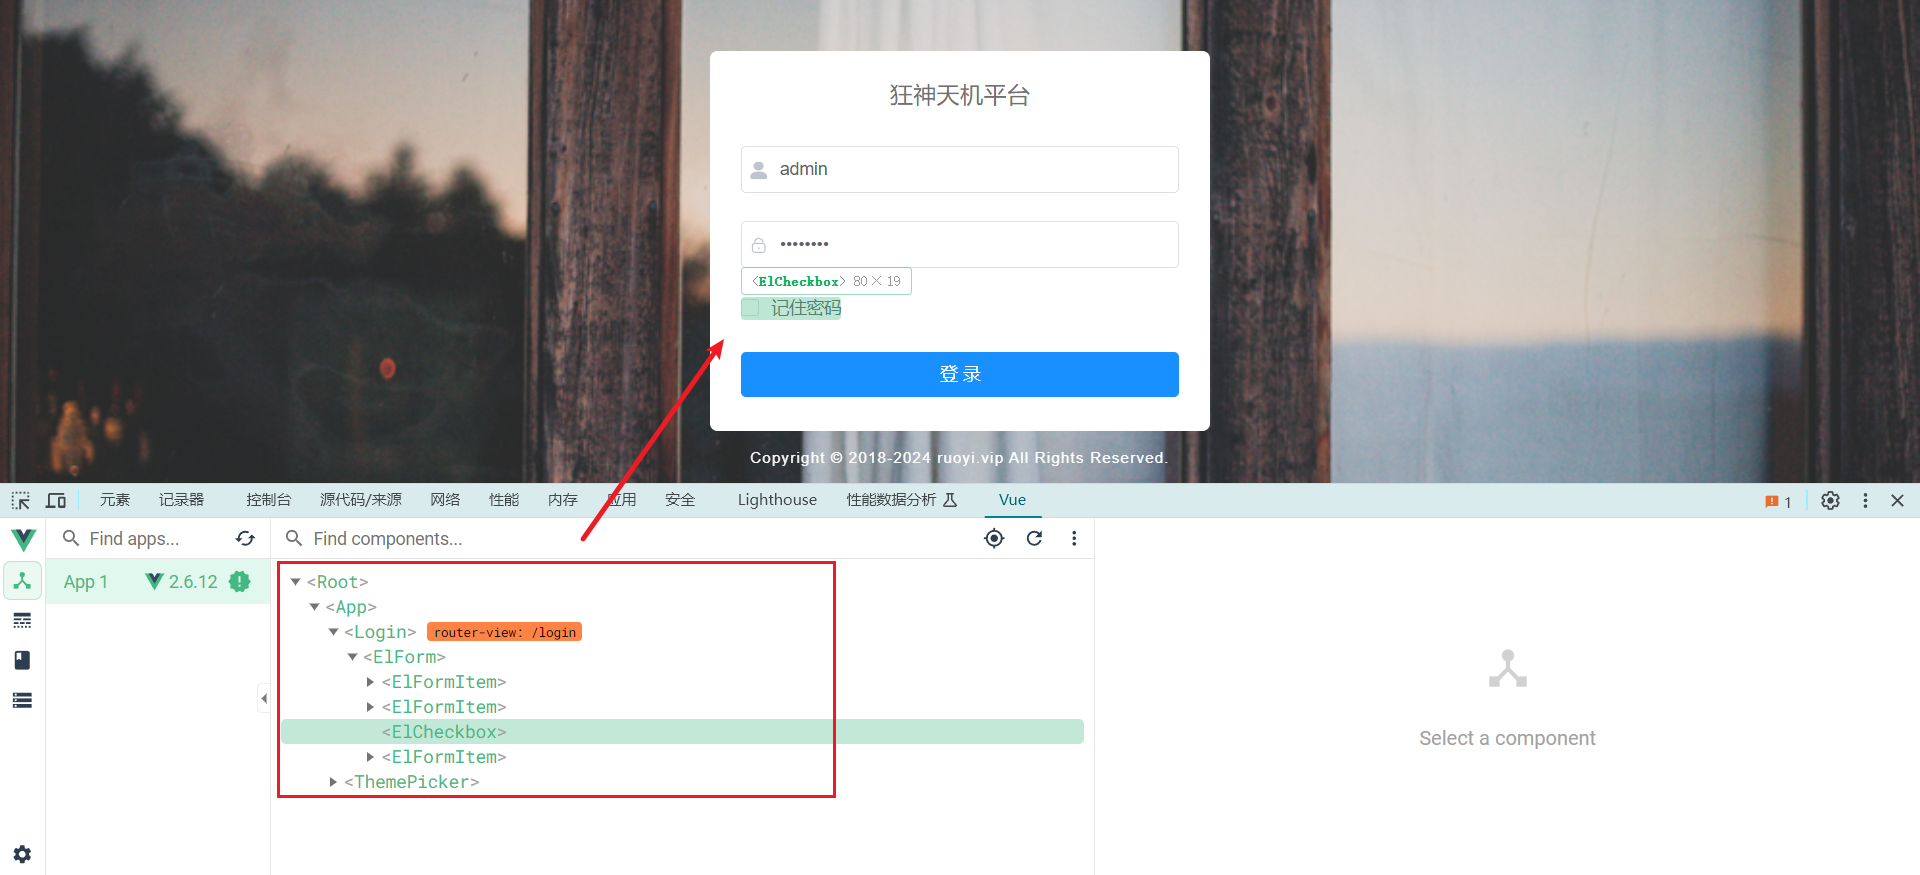 狂神天机平台
admin
••••••••
<ElCheckbox> 80 × 19
记住密码
登 录
Copyright © 2018-2024 ruoyi.vip All Rights Reserved.
元素 记录器 控制台 源代码/来源 网络 性能 内存 应用 安全 Lighthouse 性能数据分析 Vue 1
Find apps... Find components...
App 1 2.6.12
<Root>
<App>
<Login> router-view: /login
<ElForm>
<ElFormItem>
<ElFormItem>
<ElCheckbox>
<ElFormItem>
<ThemePicker>
Select a component